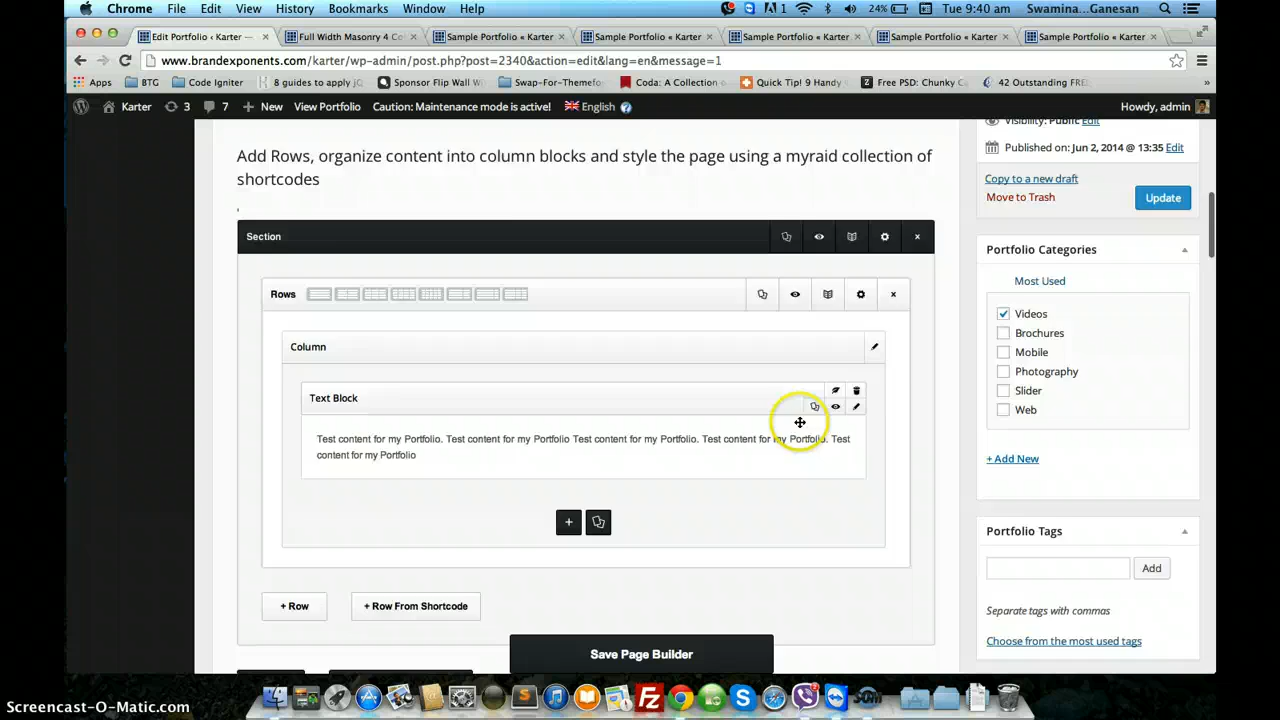 Chrome File Edit View History Bookmarks Window Help 1 24% Tue 9:40 am Swamina...Ganesan
Edit Portfolio ‹ Karter — Full Width Masonry 4 Co Sample Portfolio « Karter Sample Portfolio « Karter Sample Portfolio « Karter Sample Portfolio « Karter Sample Portfolio « Karter
www.brandexponents.com/karter/wp-admin/post.php?post=2340&action=edit&lang=en&message=1
Apps BTG Code Igniter 8 guides to apply jQ Sponsor Flip Wall W Swap-For-Themefo Coda: A Collection o Quick Tip! 9 Handy Free PSD: Chunky Ca 42 Outstanding FRE »
Karter 3 7 + New View Portfolio Caution: Maintenance mode is active! English Howdy, admin
Visibility: Public Edit
Add Rows, organize content into column blocks and style the page using a myraid collection of
shortcodes
Published on: Jun 2, 2014 @ 13:35 Edit
Copy to a new draft
Move to Trash
Update
Section
Portfolio Categories
Most Used
Rows
Videos
Brochures
Column
Mobile
Photography
Slider
Text Block
Web
Test content for my Portfolio. Test content for my Portfolio Test content for my Portfolio. Test content for my Portfolio. Test
content for my Portfolio
+ Add New
+
Portfolio Tags
Add
+ Row + Row From Shortcode
Separate tags with commas
Choose from the most used tags
Save Page Builder
Screencast-O-Matic.com